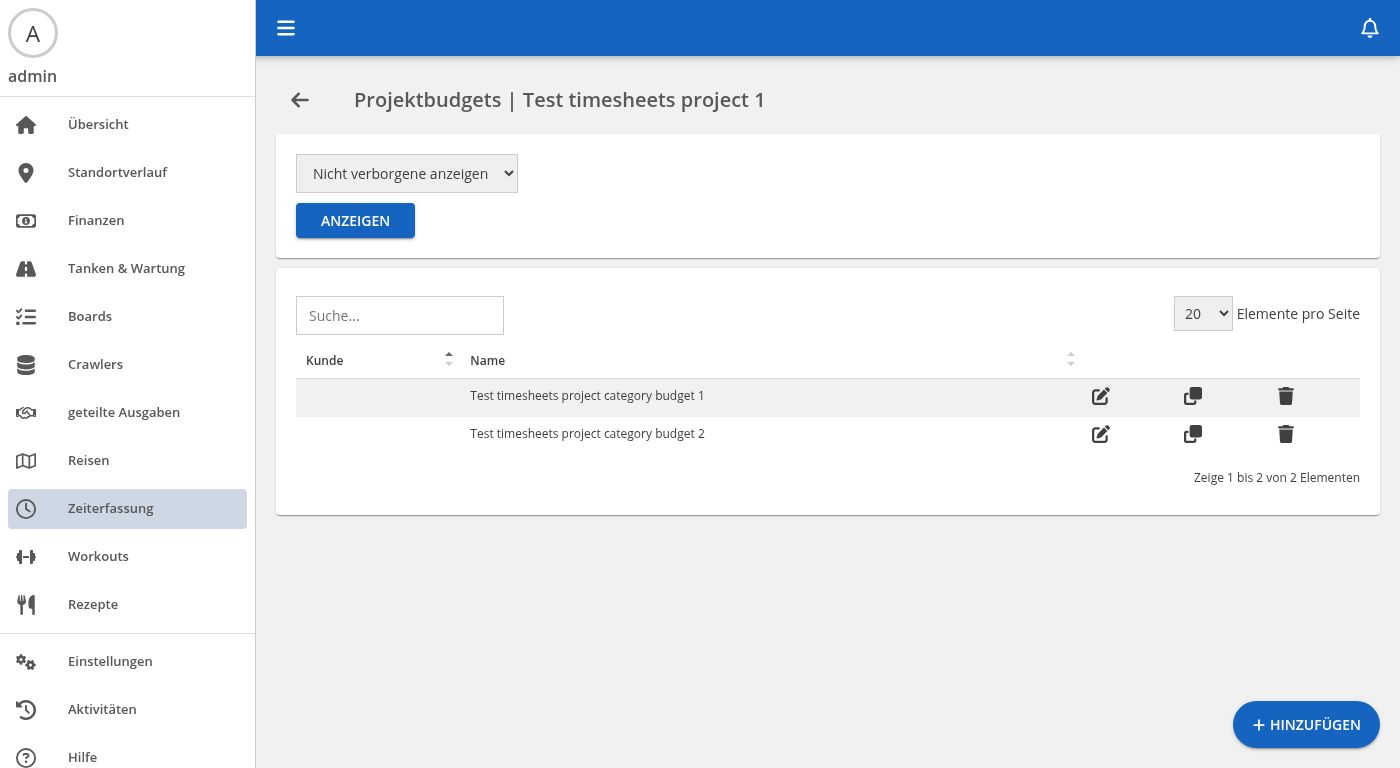 A
admin
Übersicht
Standortverlauf
Finanzen
Tanken & Wartung
Boards
Crawlers
geteilte Ausgaben
Reisen
Zeiterfassung
Workouts
Rezepte
Einstellungen
Aktivitäten
Hilfe
Projektbudgets | Test timesheets project 1
Nicht verborgene anzeigen
ANZEIGEN
Suche...
20 Elemente pro Seite
Kunde Name
Test timesheets project category budget 1
Test timesheets project category budget 2
Zeige 1 bis 2 von 2 Elementen
+ HINZUFÜGEN